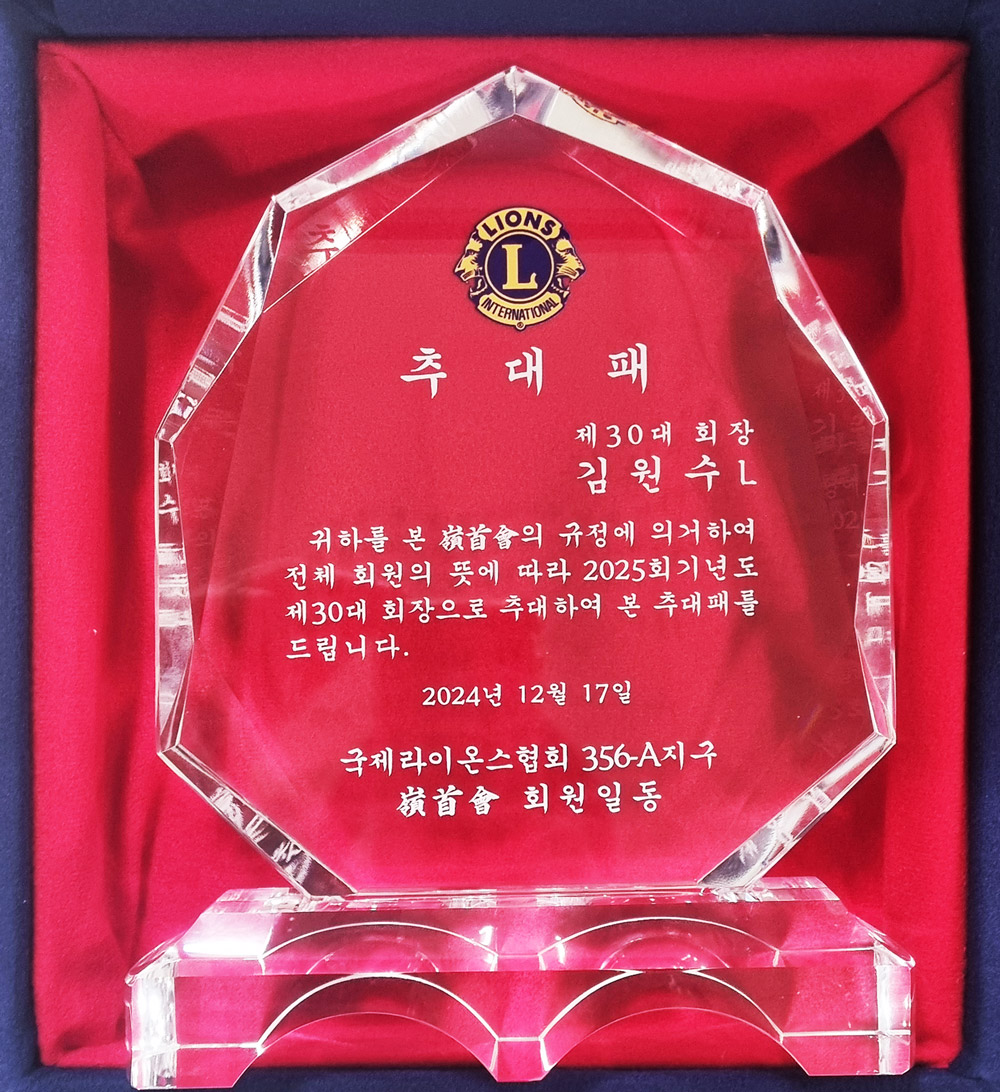 LIONS
L
INTERNATIONAL
®
추 대 패
제30대 회장
김 원 수 L
귀하를 본 嶺首會의 규정에 의거하여
전체 회원의 뜻에 따라 2025회기년도
제30대 회장으로 추대하여 본 추대패를
드립니다.
2024년 12월 17일
국제라이온스협회 356-A지구
嶺首會 회원일동